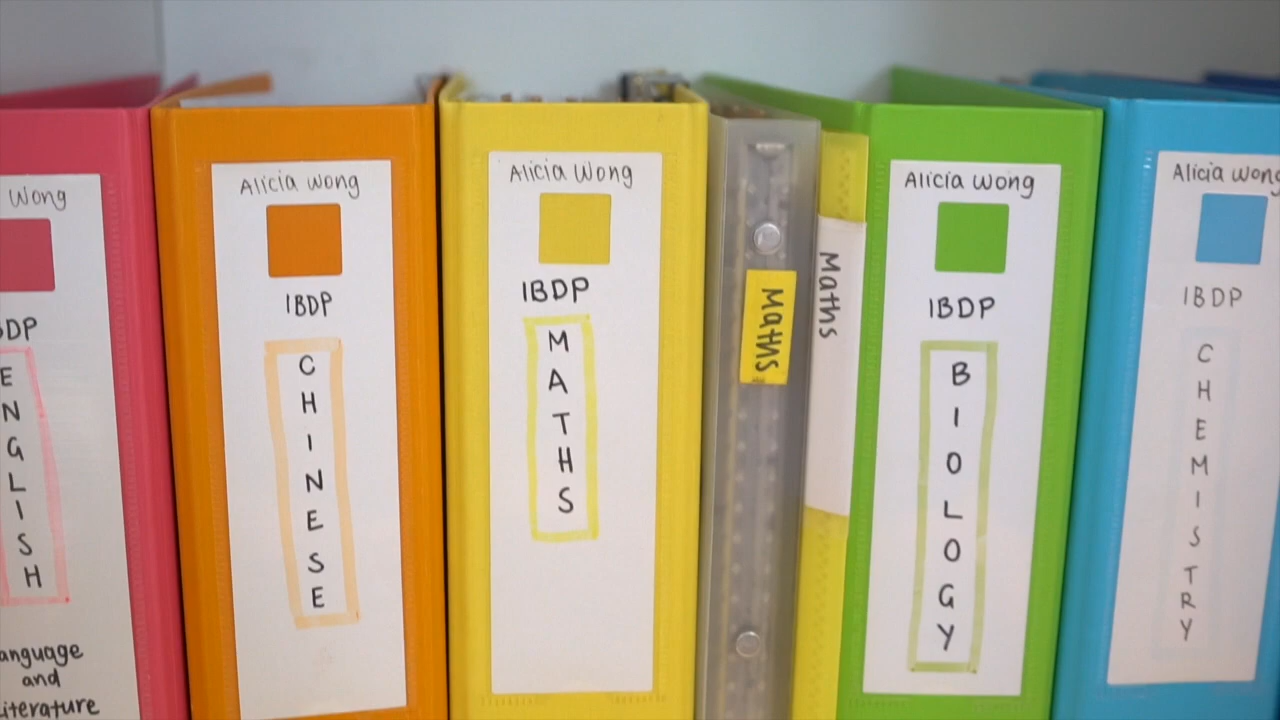 Wong
BDP
ENGLISH
anguage
and
iterature
Alicia Wong
IBDP
CHINESE
Alicia Wong
IBDP
MATHS
Maths
Maths
Alicia Wong
IBDP
BIOLOGY
Alicia Wong
IBDP
CHEMISTRY